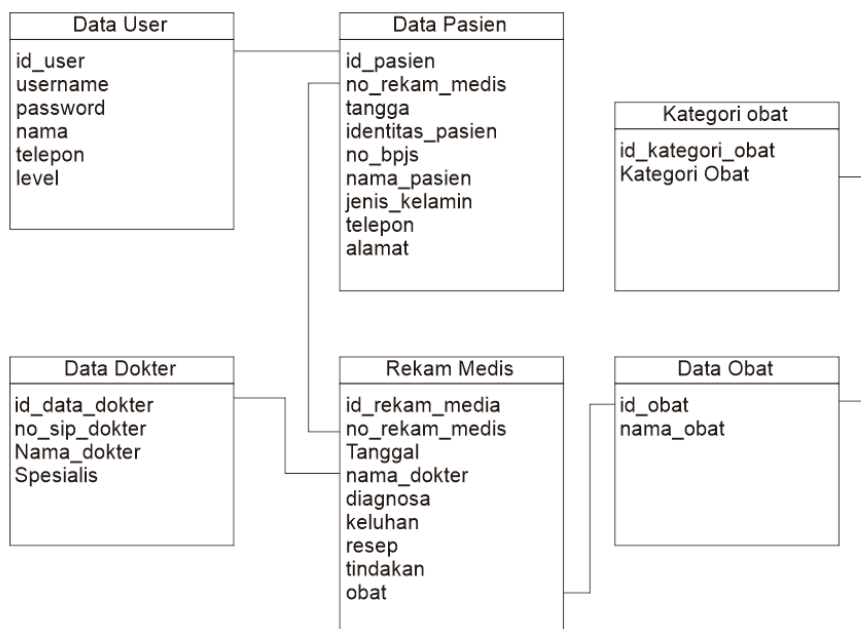 Data User
id_user
username
password
nama
telepon
level
Data Pasien
id_pasien
no_rekam_medis
tangga
identitas_pasien
no_bpjs
nama_pasien
jenis_kelamin
telepon
alamat
Kategori obat
id_kategori_obat
Kategori Obat
Data Dokter
id_data_dokter
no_sip_dokter
Nama_dokter
Spesialis
Rekam Medis
id_rekam_media
no_rekam_medis
Tanggal
nama_dokter
diagnosa
keluhan
resep
tindakan
obat
Data Obat
id_obat
nama_obat